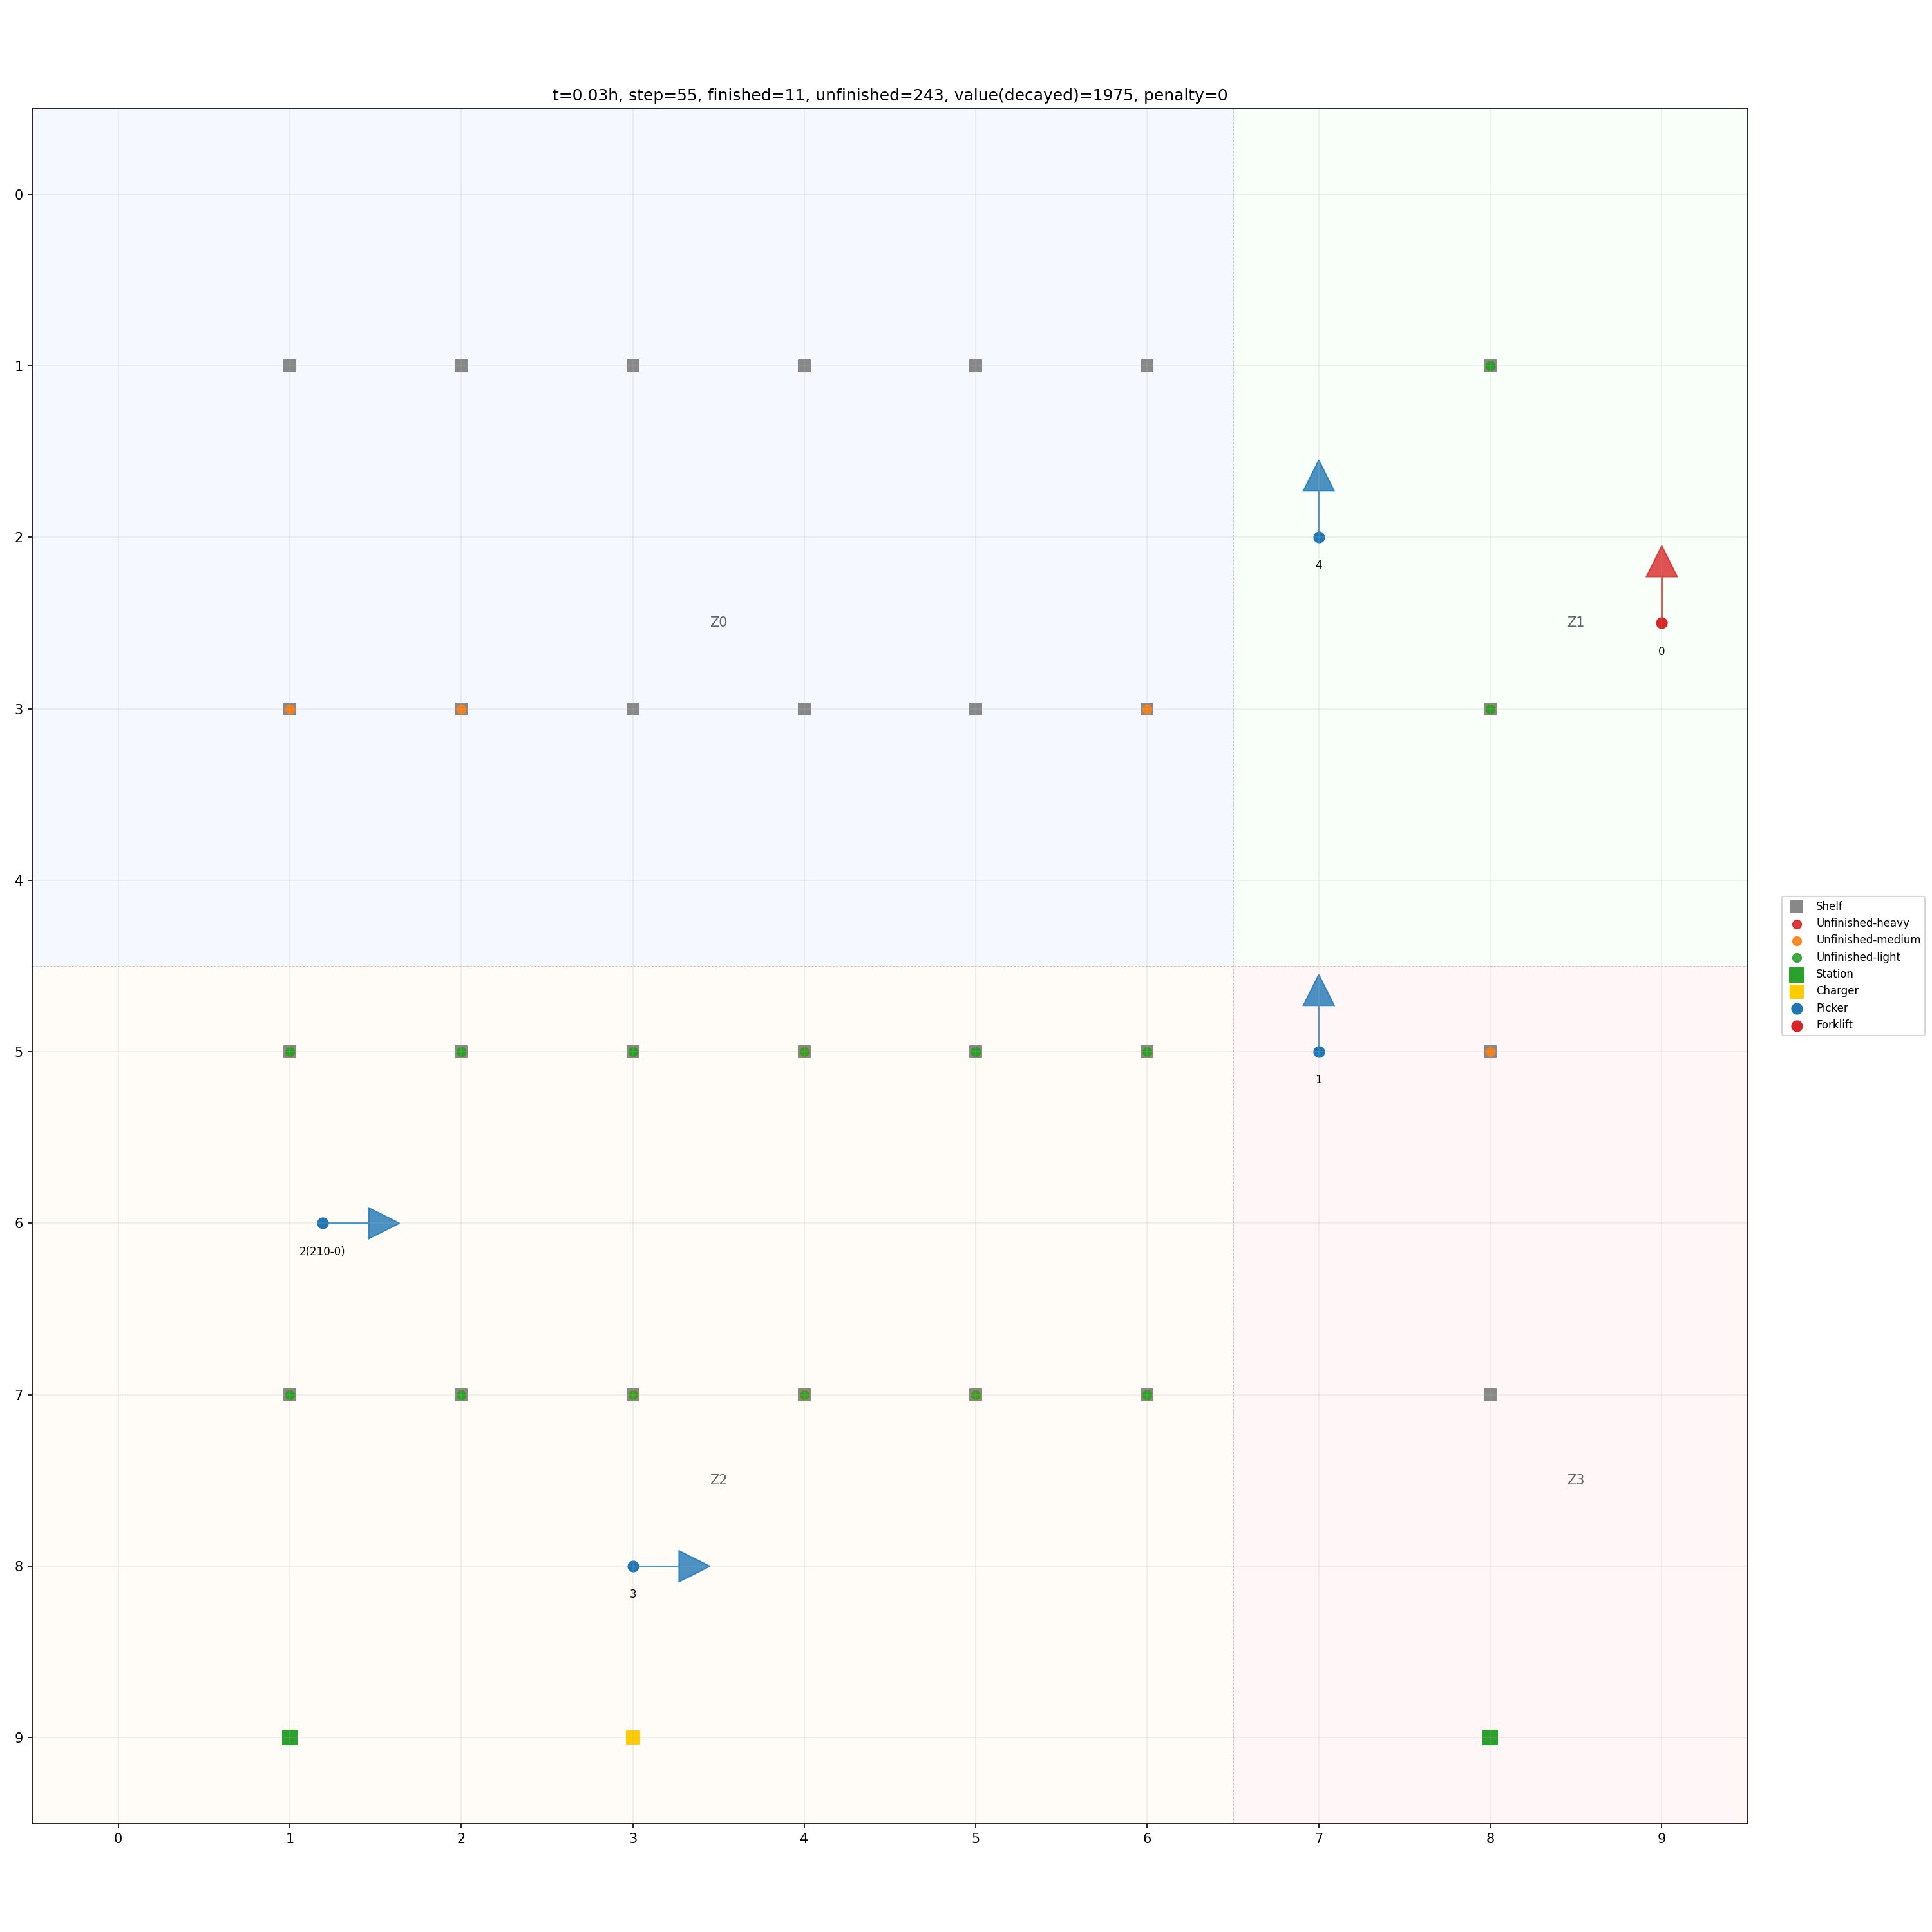 t=0.03h, step=55, finished=11, unfinished=243, value(decayed)=1975, penalty=0
0
1
2
4
Z0
Z1
0
3
4
Shelf
Unfinished-heavy
Unfinished-medium
Unfinished-light
Station
Charger
Picker
Forklift
5
1
6
2(210-0)
7
Z2
Z3
8
3
9
0 1 2 3 4 5 6 7 8 9